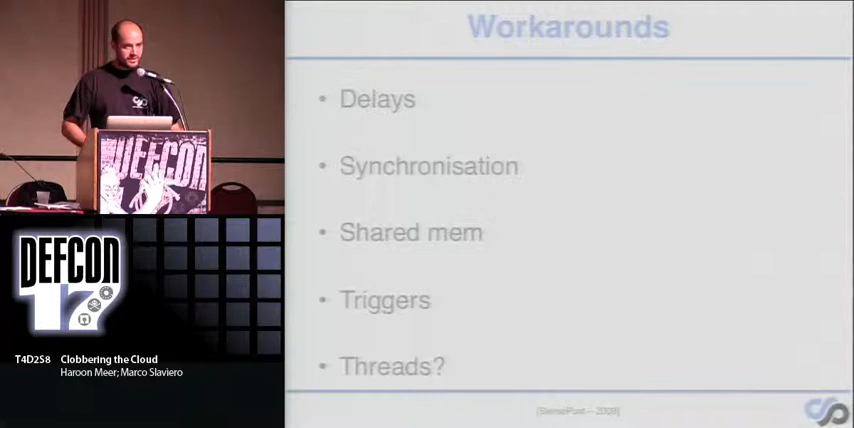 DEFCON
DEFCON
17
T4D2S8 Clobbering the Cloud
Haroon Meer; Marco Slaviero
Workarounds
• Delays
• Synchronisation
• Shared mem
• Triggers
• Threads?
[SensePost – 2009]